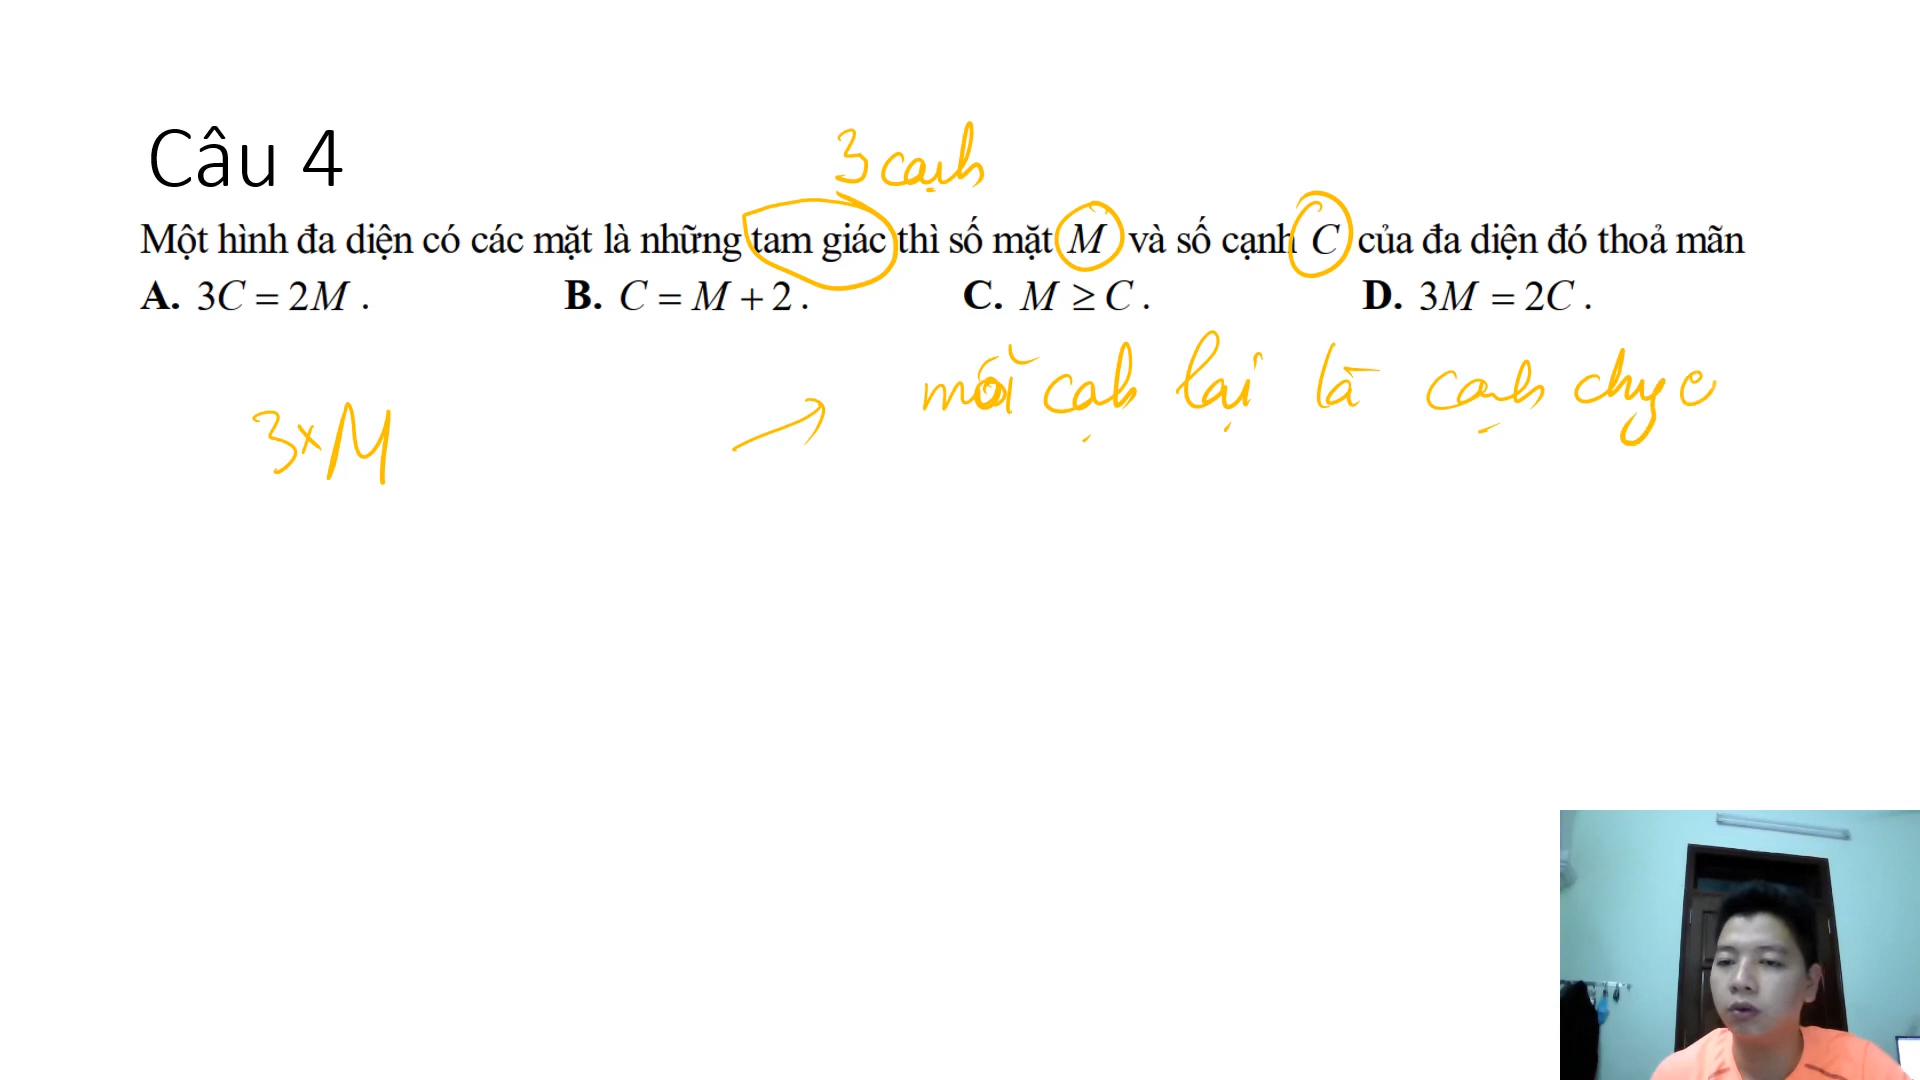 Câu 4
3 cạnh
Một hình đa diện có các mặt là những tam giác thì số mặt M và số cạnh C của đa diện đó thoả mãn
A. 3C = 2M . B. C = M + 2 . C. M ≥ C . D. 3M = 2C .
mỗi cạnh lại là cạnh chug
3×M